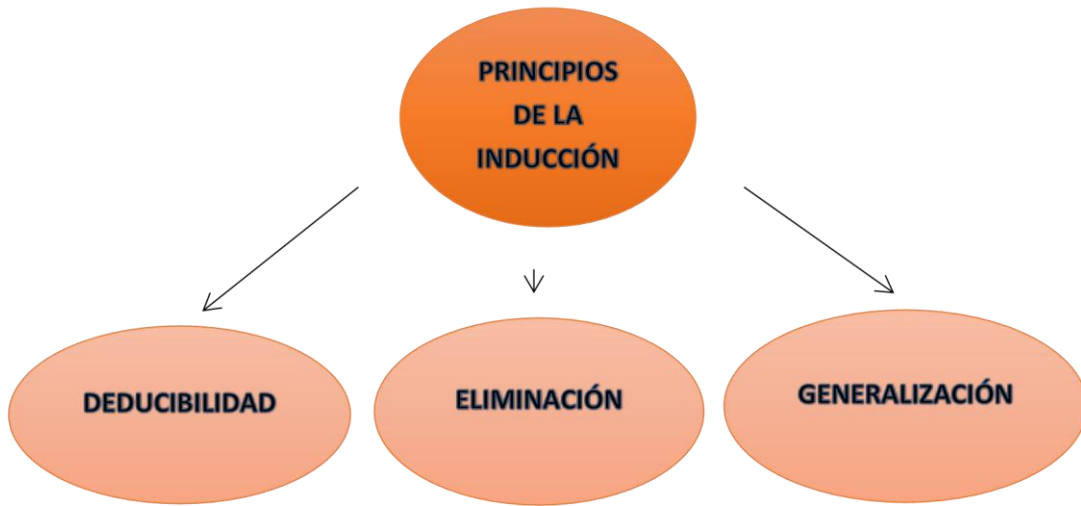 PRINCIPIOS
DE LA
INDUCCIÓN
DEDUCIBILIDAD
ELIMINACIÓN
GENERALIZACIÓN